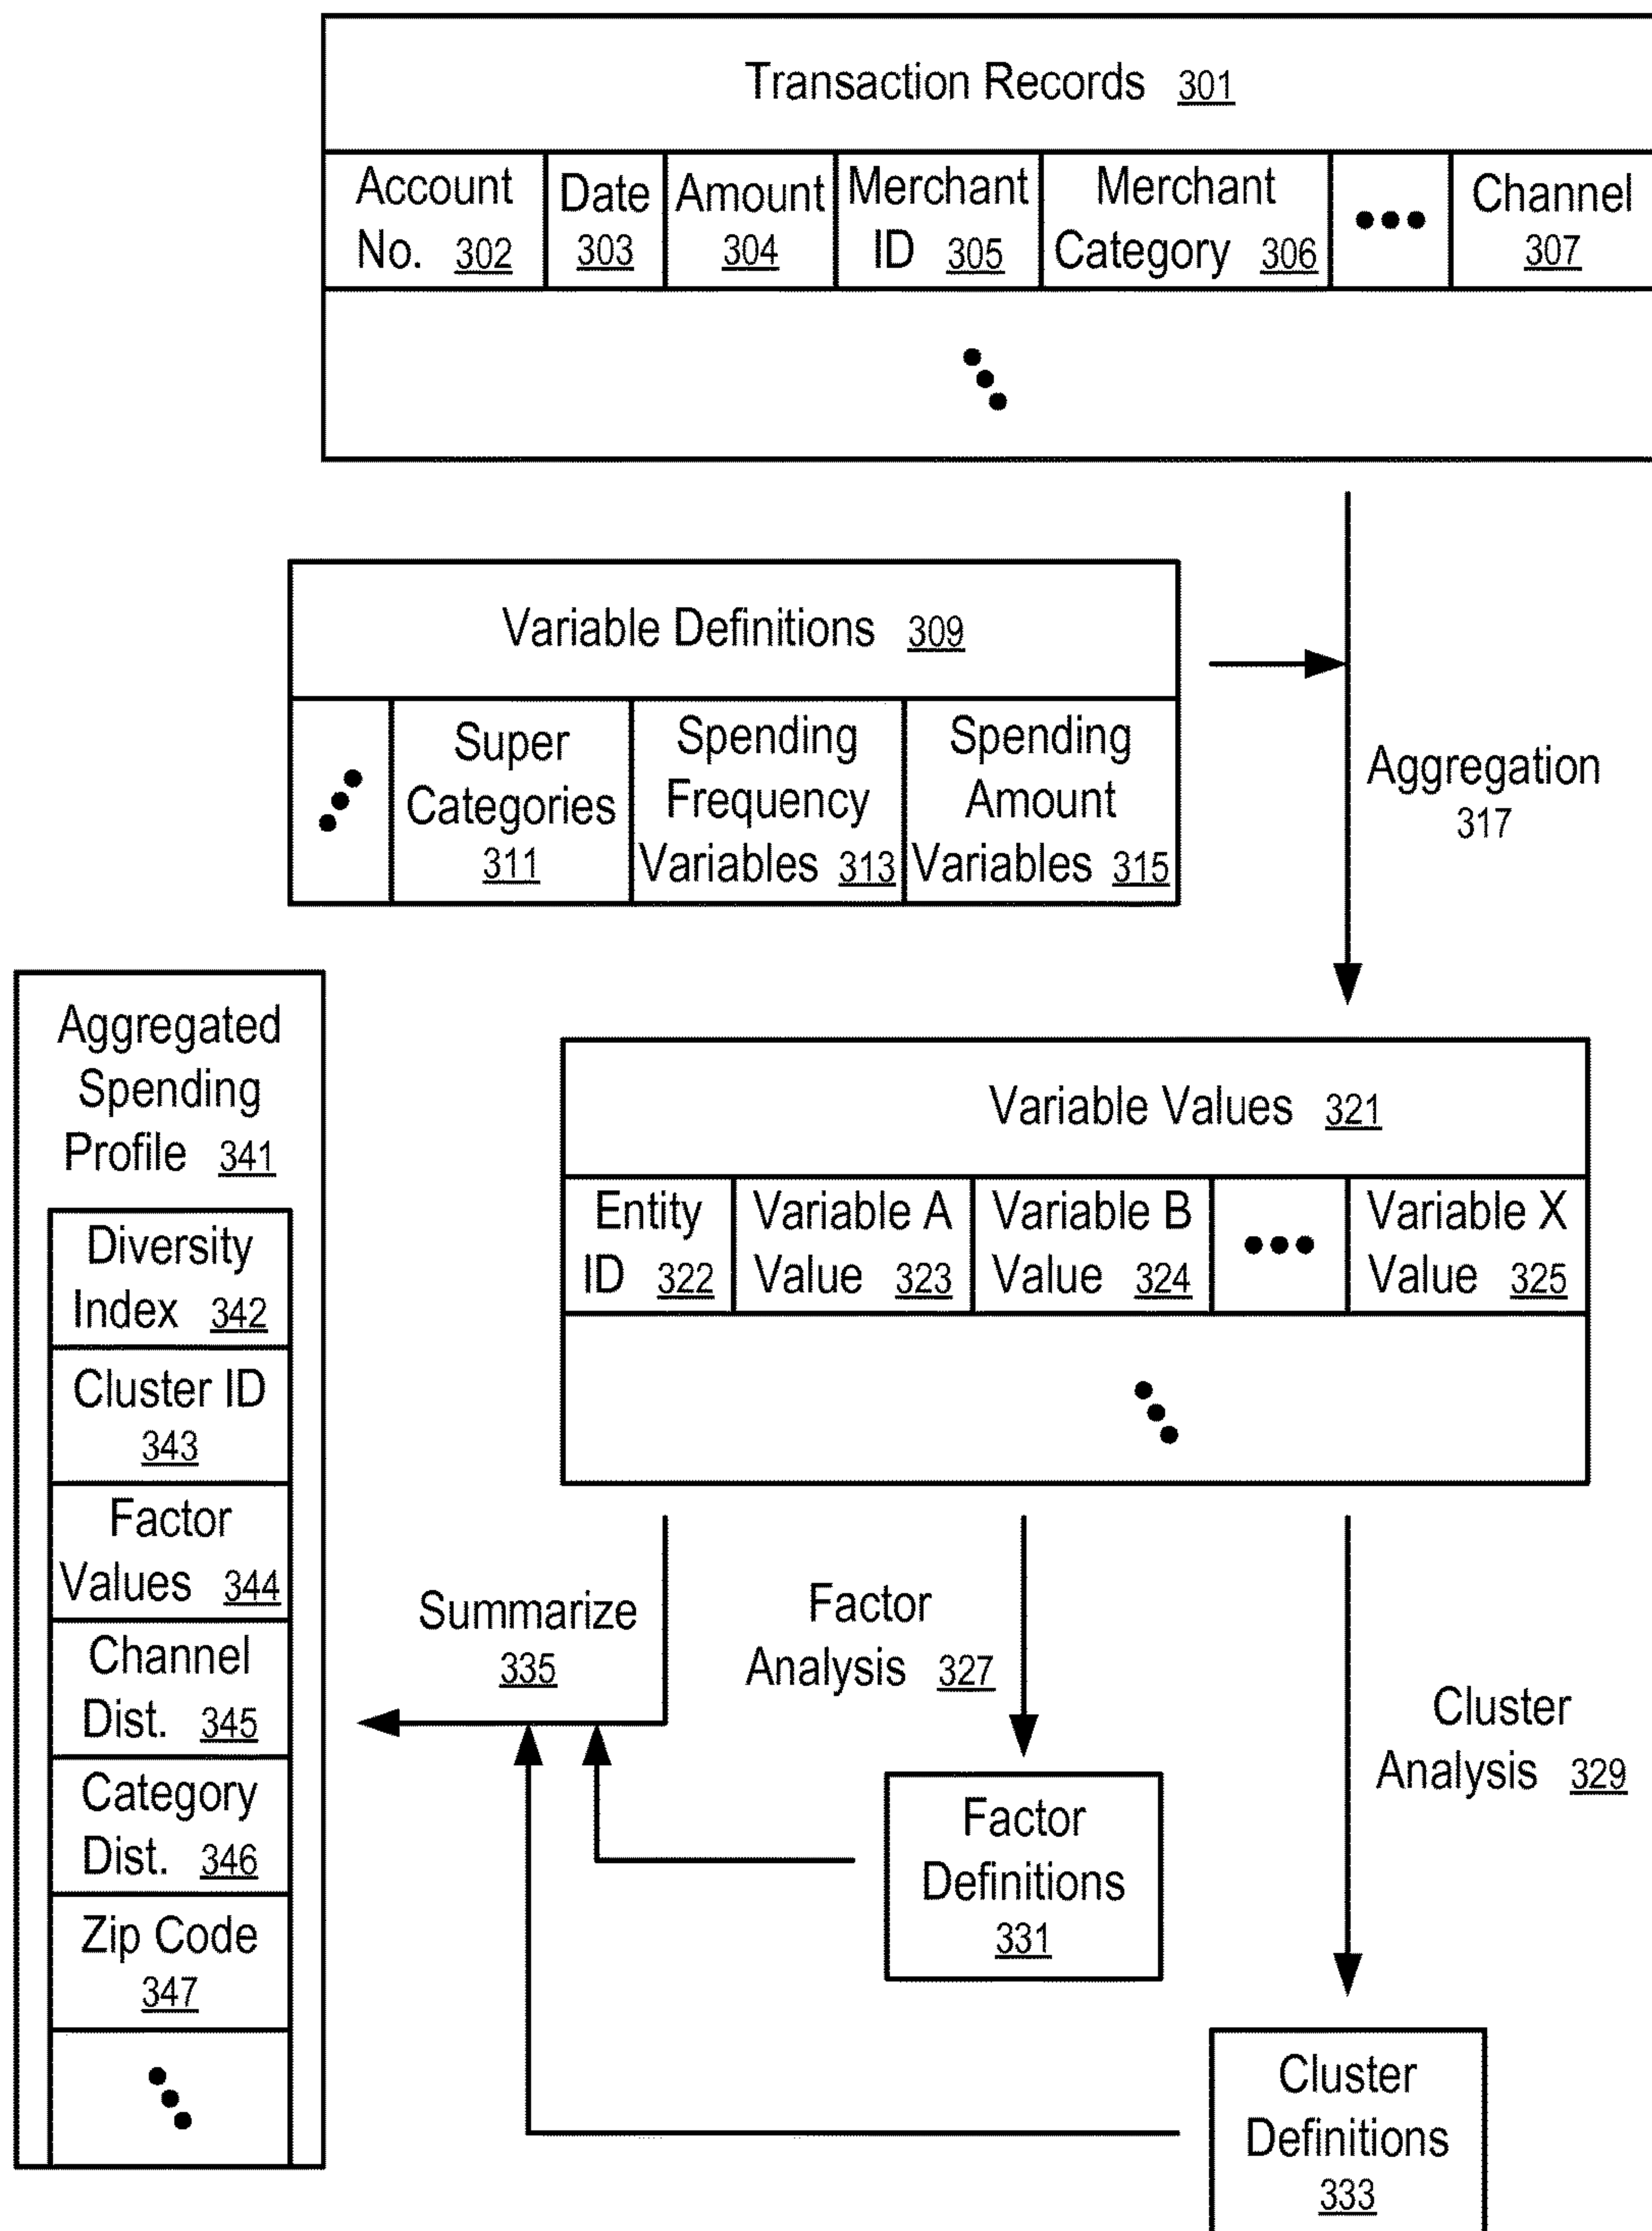 Transaction Records 301
Account
No. 302
Date
303
Amount
304
Merchant
ID 305
Merchant
Category 306
•••
Channel
307
Variable Definitions 309
Super
Categories
311
Spending
Frequency
Variables 313
Spending
Amount
Variables 315
Aggregation
317
Aggregated
Spending
Profile 341
Diversity
Index 342
Cluster ID
343
Factor
Values 344
Channel
Dist. 345
Category
Dist. 346
Zip Code
347
Variable Values 321
Entity
ID 322
Variable A
Value 323
Variable B
Value 324
•••
Variable X
Value 325
Summarize
335
Factor
Analysis 327
Cluster
Analysis 329
Factor
Definitions
331
Cluster
Definitions
333